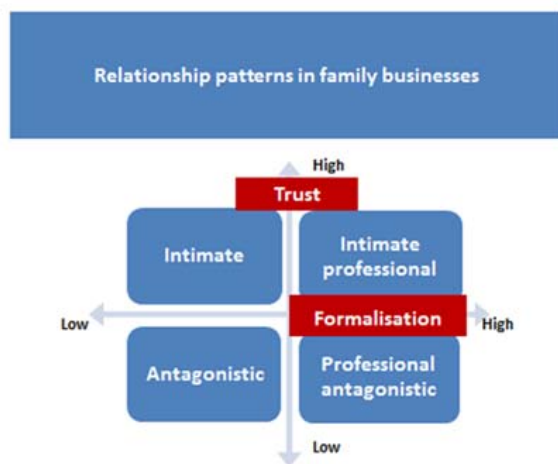 Relationship patterns in family businesses
High
Trust
Intimate
Intimate
professional
Formalisation
Low
High
Antagonistic
Professional
antagonistic
Low